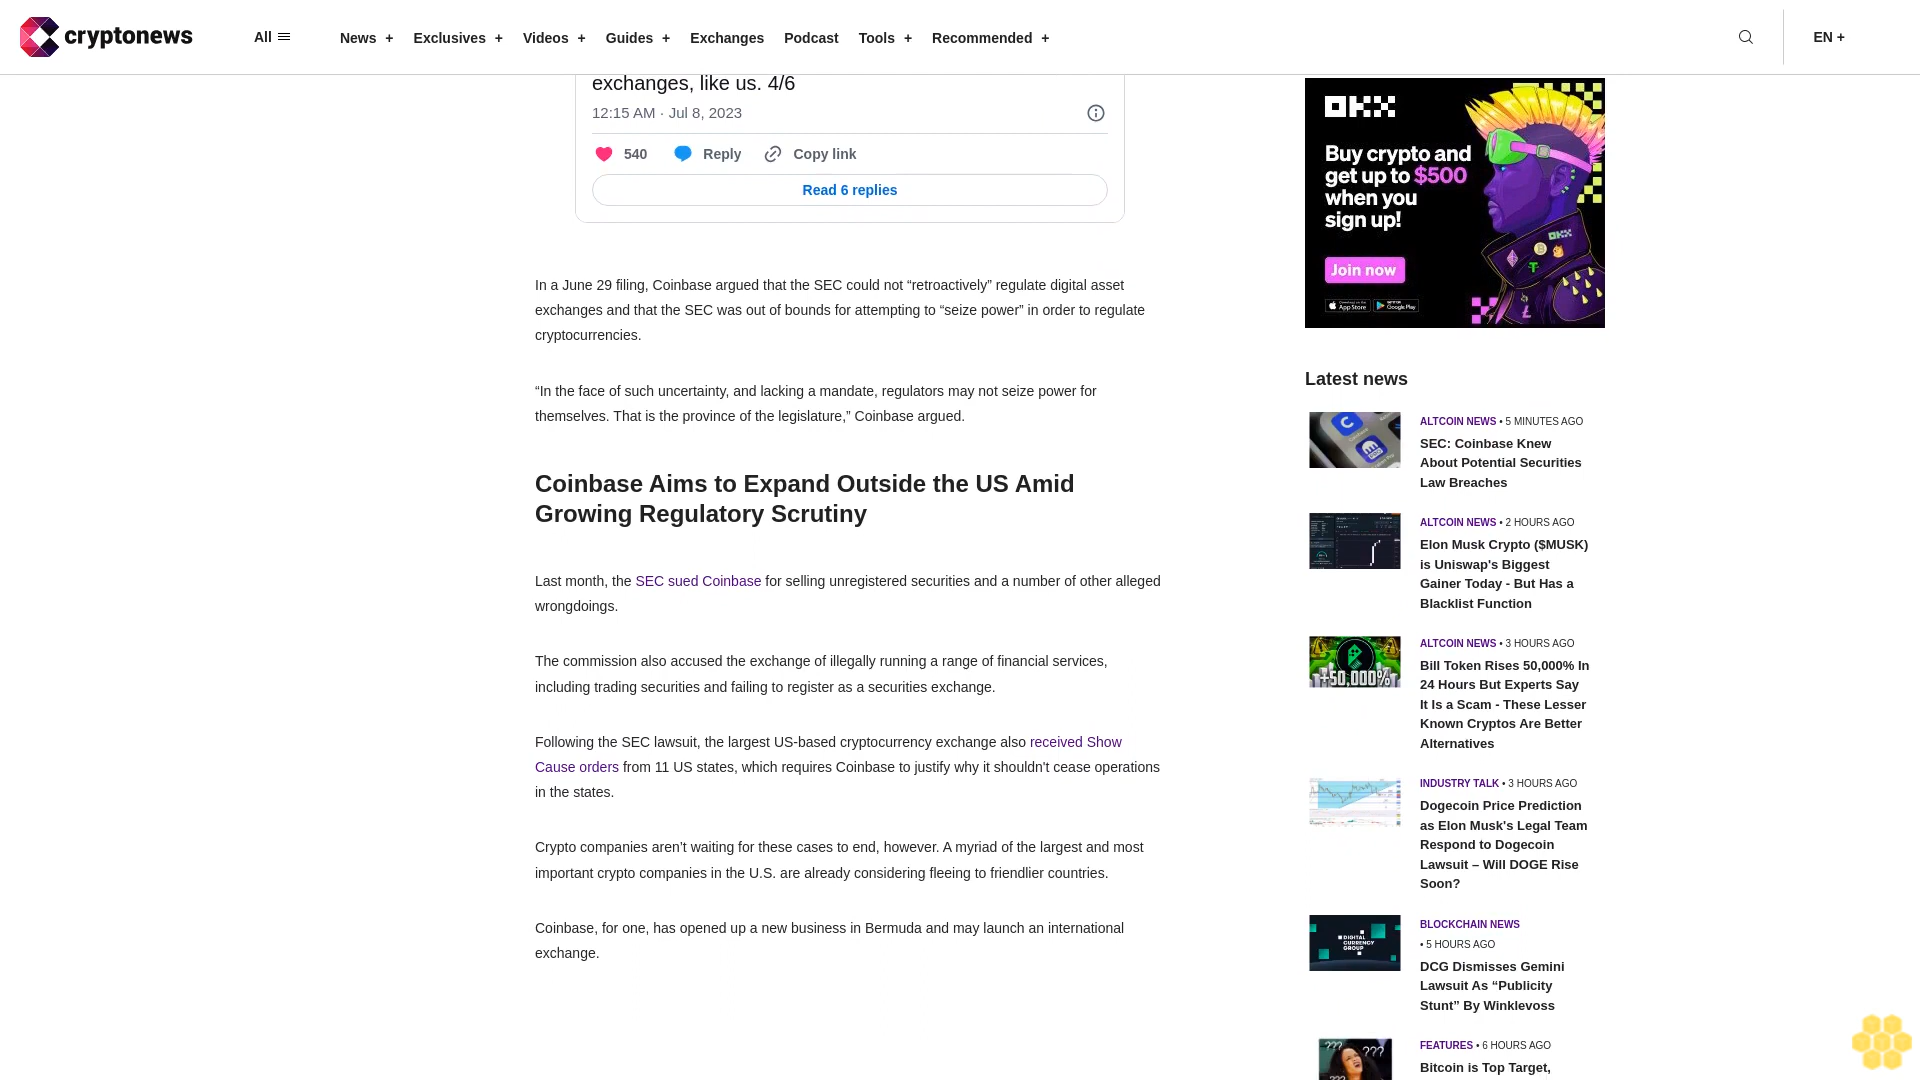 cryptonews
All
News +
Exclusives +
Videos +
Guides +
Exchanges
Podcast
Tools +
Recommended +
EN +
exchanges, like us. 4/6
12:15 AM · Jul 8, 2023
540
Reply
Copy link
Read 6 replies
In a June 29 filing, Coinbase argued that the SEC could not “retroactively” regulate digital asset
exchanges and that the SEC was out of bounds for attempting to “seize power” in order to regulate
cryptocurrencies.
“In the face of such uncertainty, and lacking a mandate, regulators may not seize power for
themselves. That is the province of the legislature,” Coinbase argued.
Coinbase Aims to Expand Outside the US Amid
Growing Regulatory Scrutiny
Last month, the SEC sued Coinbase for selling unregistered securities and a number of other alleged
wrongdoings.
The commission also accused the exchange of illegally running a range of financial services,
including trading securities and failing to register as a securities exchange.
Following the SEC lawsuit, the largest US-based cryptocurrency exchange also received Show
Cause orders from 11 US states, which requires Coinbase to justify why it shouldn't cease operations
in the states.
Crypto companies aren’t waiting for these cases to end, however. A myriad of the largest and most
important crypto companies in the U.S. are already considering fleeing to friendlier countries.
Coinbase, for one, has opened up a new business in Bermuda and may launch an international
exchange.
OKX
Buy crypto and
get up to $500
when you
sign up!
Join now
App Store
Google Play
OKX
Latest news
ALTCOIN NEWS • 5 MINUTES AGO
SEC: Coinbase Knew
About Potential Securities
Law Breaches
ALTCOIN NEWS • 2 HOURS AGO
Elon Musk Crypto ($MUSK)
is Uniswap's Biggest
Gainer Today - But Has a
Blacklist Function
+50,000%
ALTCOIN NEWS • 3 HOURS AGO
Bill Token Rises 50,000% In
24 Hours But Experts Say
It Is a Scam - These Lesser
Known Cryptos Are Better
Alternatives
INDUSTRY TALK • 3 HOURS AGO
Dogecoin Price Prediction
as Elon Musk's Legal Team
Respond to Dogecoin
Lawsuit – Will DOGE Rise
Soon?
DIGITAL
CURRENCY
GROUP
BLOCKCHAIN NEWS
• 5 HOURS AGO
DCG Dismisses Gemini
Lawsuit As “Publicity
Stunt” By Winklevoss
???
???
FEATURES • 6 HOURS AGO
Bitcoin is Top Target,